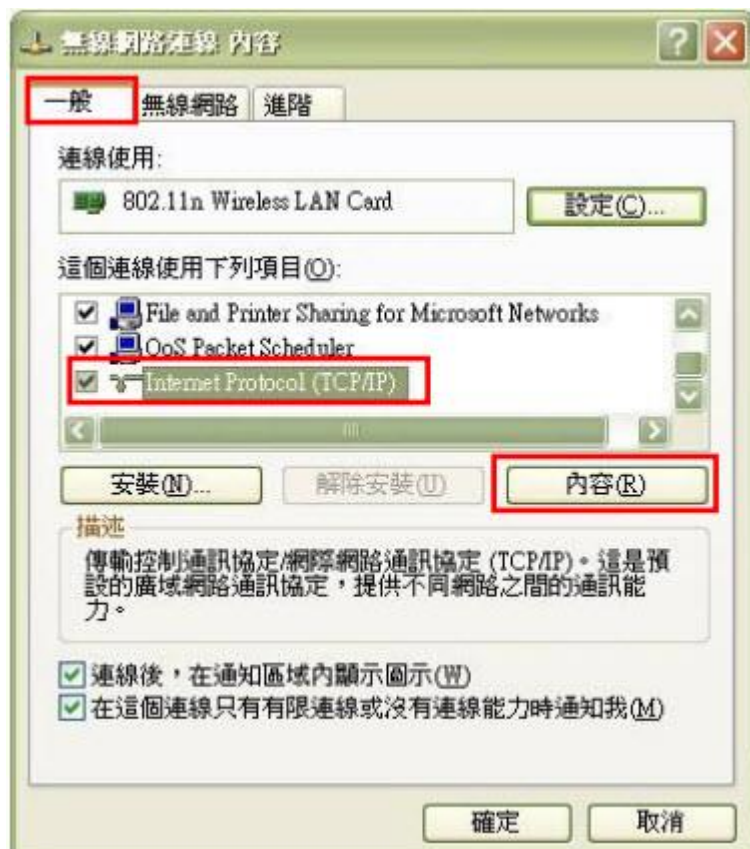 無線網路連線 內容
一般 無線網路 進階
連線使用:
802.11n Wireless LAN Card 設定(C)...
這個連線使用下列項目(O):
File and Printer Sharing for Microsoft Networks
QoS Packet Scheduler
Internet Protocol (TCP/IP)
安裝(N)... 解除安裝(U) 內容(R)
描述
傳輸控制通訊協定/網際網路通訊協定 (TCP/IP)。這是預
設的廣域網路通訊協定，提供不同網路之間的通訊能
力。
連線後，在通知區域內顯示圖示(W)
在這個連線只有有限連線或沒有連線能力時通知我(M)
確定 取消